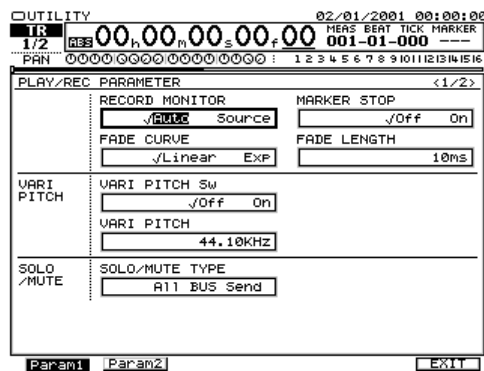 UTILITY 02/01/2001 00:00:00
TR 1/2 ABS 00h00m00s00f00 MEAS BEAT TICK MARKER
001-01-000 ---
PAN 1 2 3 4 5 6 7 8 9 10 11 12 13 14 15 16
PLAY/REC PARAMETER <1/2>
RECORD MONITOR MARKER STOP
√Auto Source √Off On
FADE CURVE FADE LENGTH
√Linear Exp 10ms
VARI PITCH VARI PITCH SW
√Off On
VARI PITCH
44.10KHz
SOLO /MUTE SOLO/MUTE TYPE
All BUS Send
Param1 Param2 EXIT